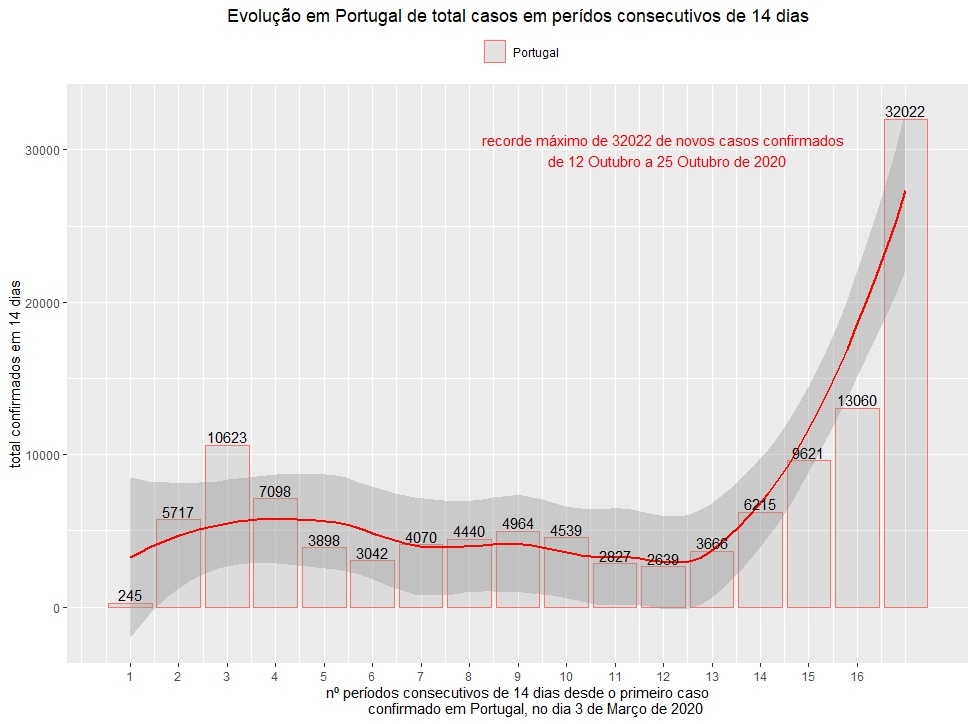 Evolução em Portugal de total casos em perídos consecutivos de 14 dias
Portugal
recorde máximo de 32022 de novos casos confirmados
de 12 Outubro a 25 Outubro de 2020
total confirmados em 14 dias
30000
20000
10000
0
245
5717
10623
7098
3898
3042
4070
4440
4964
4539
2827
2639
3666
6215
9621
13060
32022
1 2 3 4 5 6 7 8 9 10 11 12 13 14 15 16
nº períodos consecutivos de 14 dias desde o primeiro caso
confirmado em Portugal, no dia 3 de Março de 2020